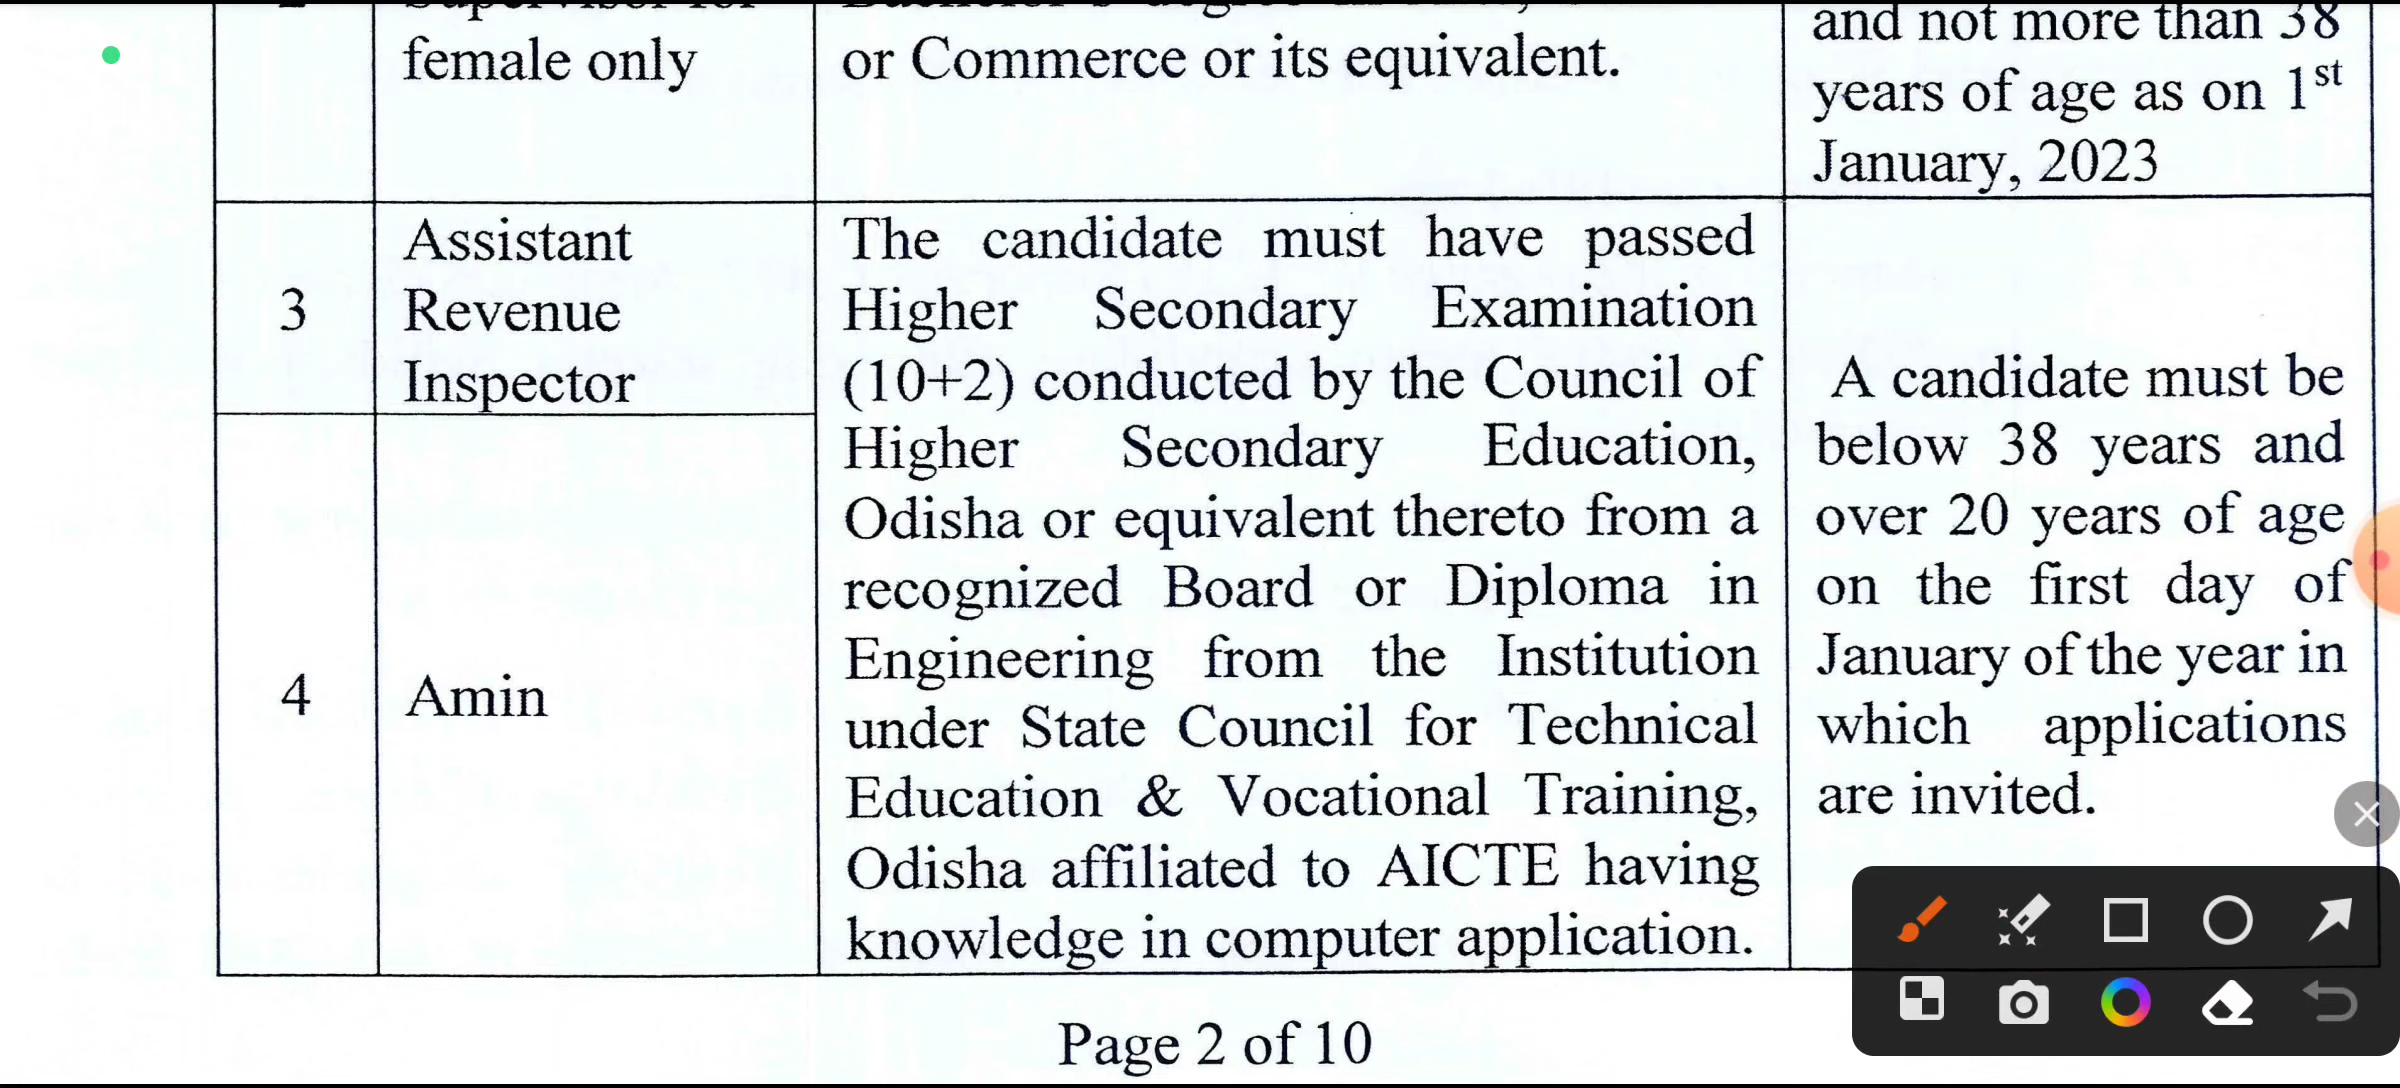 female only
or Commerce or its equivalent.
and not more than 38
years of age as on 1st
January, 2023
3
Assistant
Revenue
Inspector
4
Amin
The candidate must have passed
Higher Secondary Examination
(10+2) conducted by the Council of
Higher Secondary Education,
Odisha or equivalent thereto from a
recognized Board or Diploma in
Engineering from the Institution
under State Council for Technical
Education & Vocational Training,
Odisha affiliated to AICTE having
knowledge in computer application.
A candidate must be
below 38 years and
over 20 years of age
on the first day of
January of the year in
which applications
are invited.
Page 2 of 10